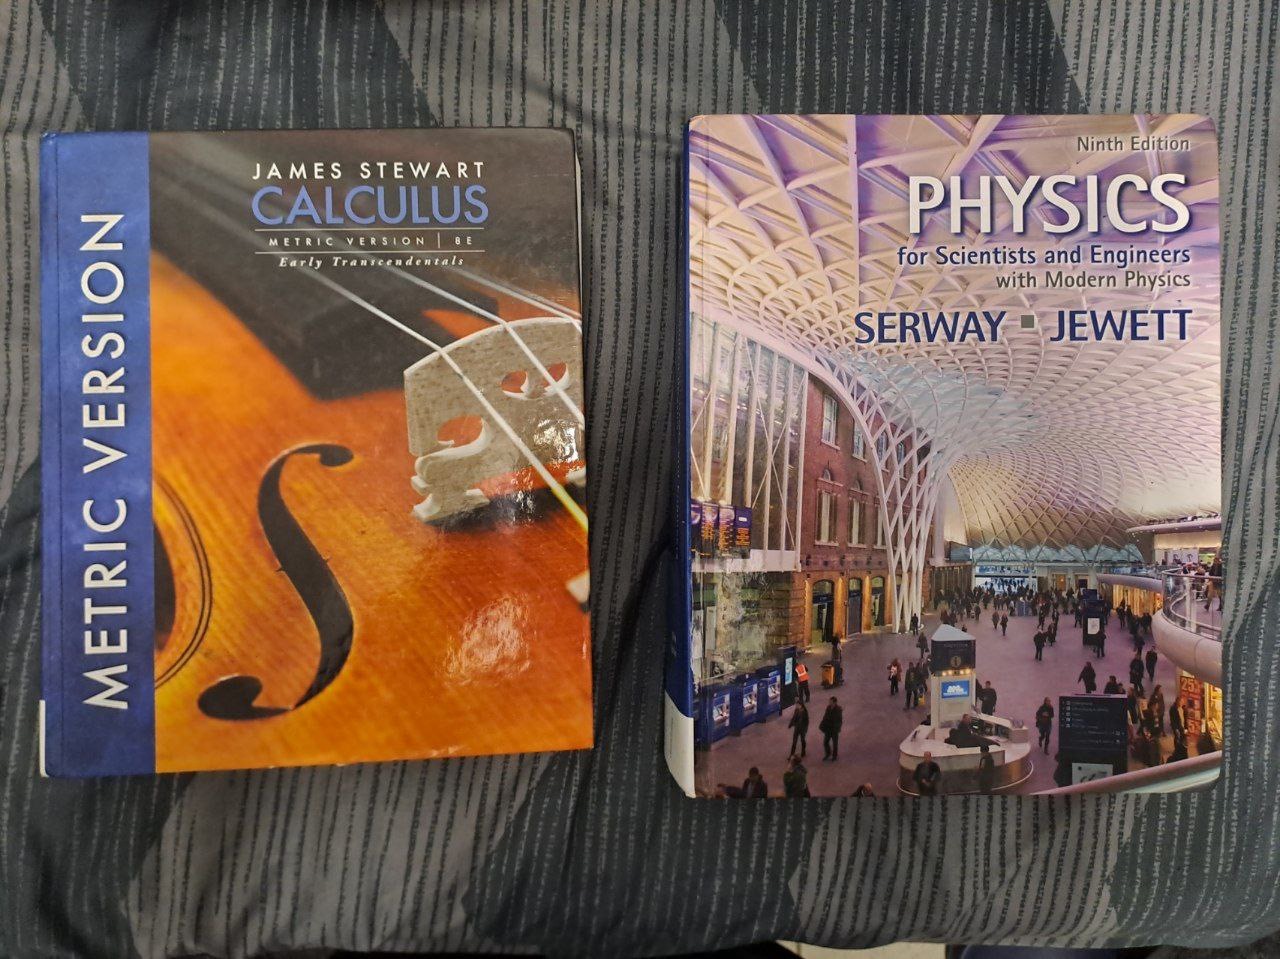 METRIC VERSION
JAMES STEWART
CALCULUS
METRIC VERSION | 8E
Early Transcendentals
Ninth Edition
PHYSICS
for Scientists and Engineers
with Modern Physics
SERWAY ■ JEWETT